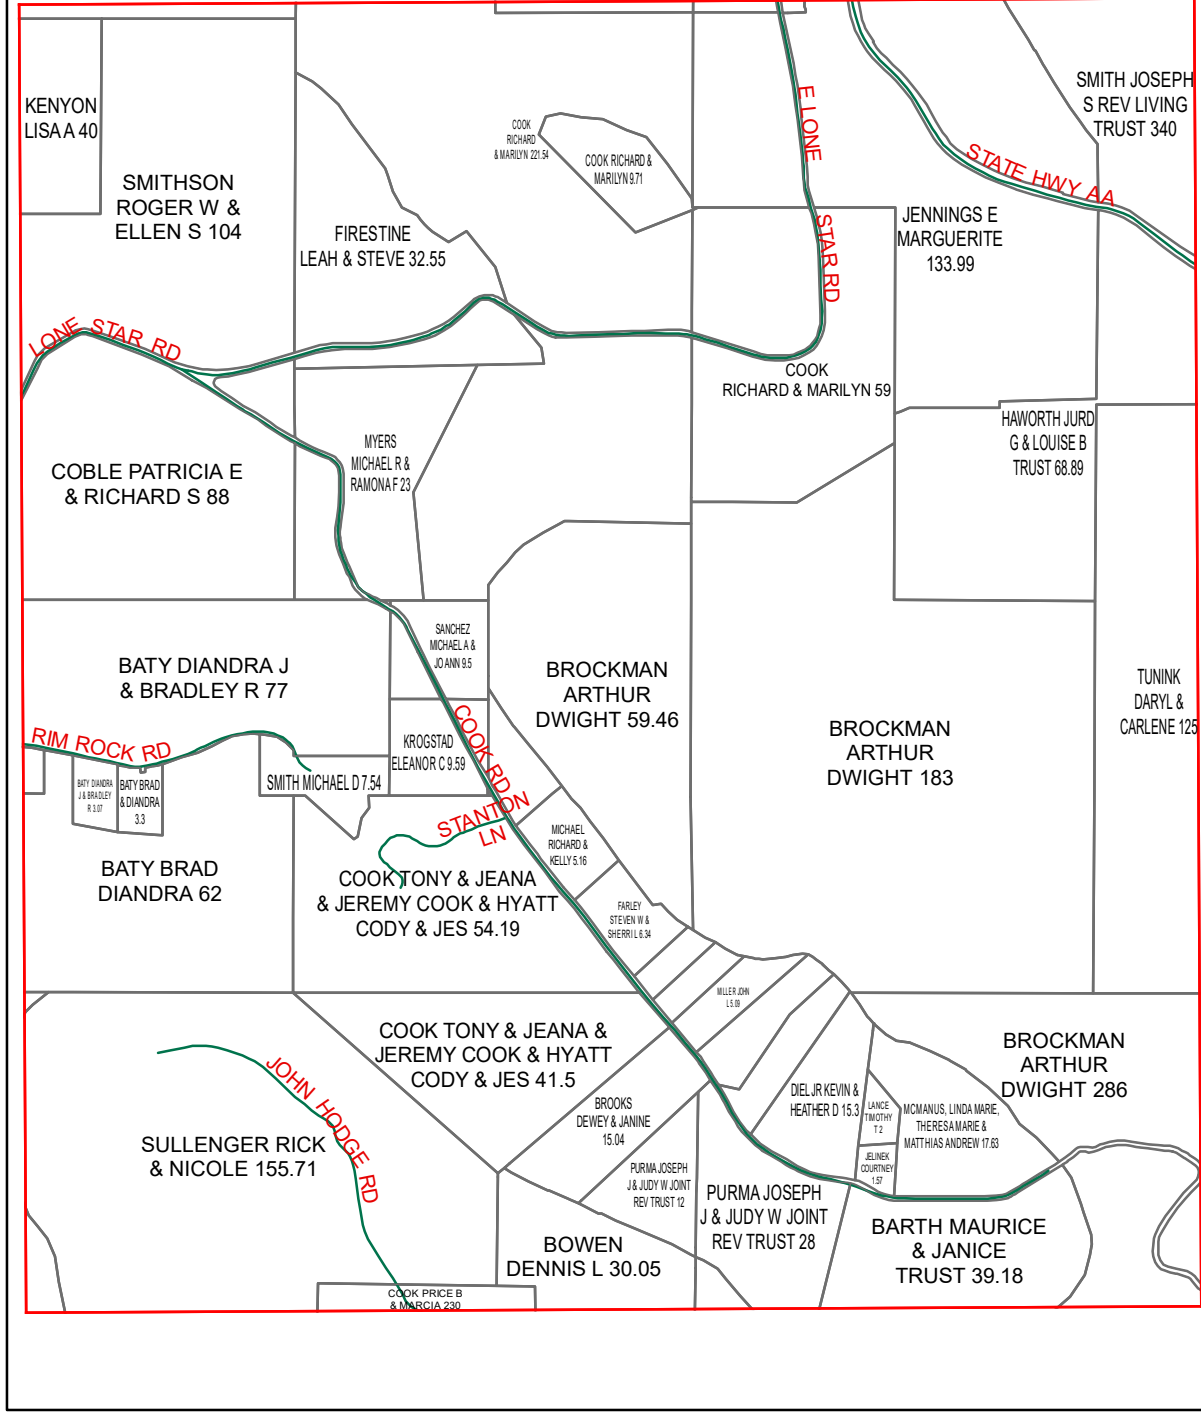 KENYON
LISA A 40
SMITHSON
ROGER W &
ELLEN S 104
FIRESTINE
LEAH & STEVE 32.55
COOK
RICHARD
& MARILYN 221.54
COOK RICHARD &
MARILYN 9.71
E LONE
STAR RD
STATE HWY AA
SMITH JOSEPH
S REV LIVING
TRUST 340
JENNINGS E
MARGUERITE
133.99
LONE STAR RD
COOK
RICHARD & MARILYN 59
HAWORTH JURD
G & LOUISE B
TRUST 68.89
COBLE PATRICIA E
& RICHARD S 88
MYERS
MICHAEL R &
RAMONA F 23
SANCHEZ
MICHAEL A &
JO ANN 9.5
BATY DIANDRA J
& BRADLEY R 77
BROCKMAN
ARTHUR
DWIGHT 59.46
BROCKMAN
ARTHUR
DWIGHT 183
TUNINK
DARYL &
CARLENE 125
RIM ROCK RD
COOK RD
KROGSTAD
ELEANOR C 9.59
SMITH MICHAEL D 7.54
BATY DIANDRA
J & BRADLEY
R 3.07
BATY BRAD
& DIANDRA
3.3
STANTON
LN
MICHAEL
RICHARD &
KELLY 5.16
BATY BRAD
DIANDRA 62
COOK TONY & JEANA
& JEREMY COOK & HYATT
CODY & JES 54.19
FARLEY
STEVEN W &
SHERRI L 6.34
MILLER JOHN
L 5.09
COOK TONY & JEANA &
JEREMY COOK & HYATT
CODY & JES 41.5
BROCKMAN
ARTHUR
DWIGHT 286
JOHN HODGE RD
BROOKS
DEWEY & JANINE
15.04
DIEL JR KEVIN &
HEATHER D 15.3
LANCE
TIMOTHY
T 2
MCMANUS, LINDA MARIE,
THERESA MARIE &
MATTHIAS ANDREW 17.63
SULLENGER RICK
& NICOLE 155.71
JELINEK
COURTNEY
1.57
PURMA JOSEPH
J & JUDY W JOINT
REV TRUST 12
PURMA JOSEPH
J & JUDY W JOINT
REV TRUST 28
BOWEN
DENNIS L 30.05
BARTH MAURICE
& JANICE
TRUST 39.18
COOK PRICE B
& MARCIA 230